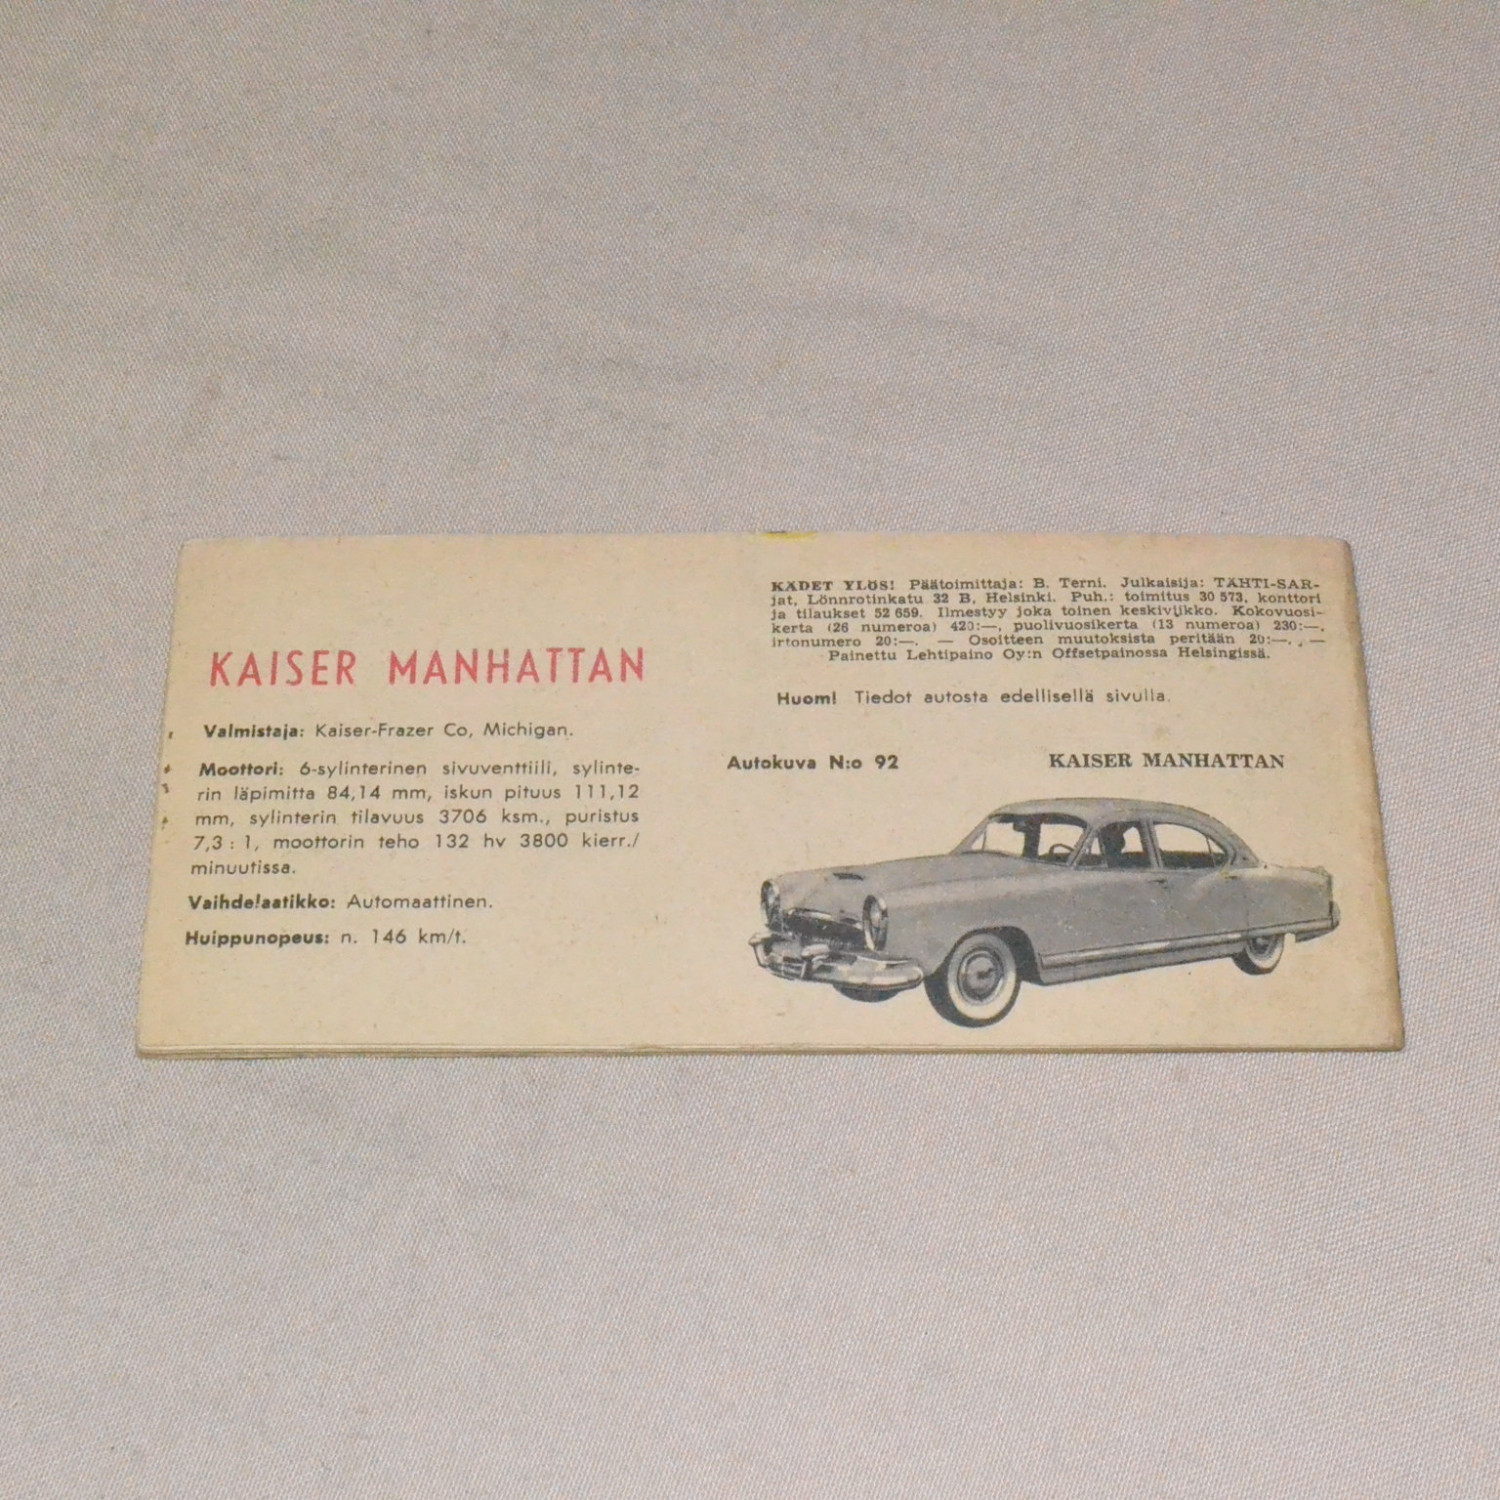 KAISER MANHATTAN
Valmistaja: Kaiser-Frazer Co, Michigan.
Moottori: 6-sylinterinen sivuventtiili, sylinte-
rin läpimitta 84,14 mm, iskun pituus 111,12
mm, sylinterin tilavuus 3706 ksm., puristus
7,3 : 1, moottorin teho 132 hv 3800 kierr./
minuutissa.
Vaihdelaatikko: Automaattinen.
Huippunopeus: n. 146 km/t.
KÄDET YLÖS! Päätoimittaja: B. Terni. Julkaisija: TÄHTI-SAR-
jat, Lönnrotinkatu 32 B, Helsinki. Puh.: toimitus 30 573, konttori
ja tilaukset 52 659. Ilmestyy joka toinen keskiviikko. Kokovuosi-
kerta (26 numeroa) 420:—, puolivuosikerta (13 numeroa) 230:—,
irtonumero 20:—. — Osoitteen muutoksista peritään 20:—. —
Painettu Lehtipaino Oy:n Offsetpainossa Helsingissä.
Huom! Tiedot autosta edellisellä sivulla.
Autokuva N:o 92 KAISER MANHATTAN